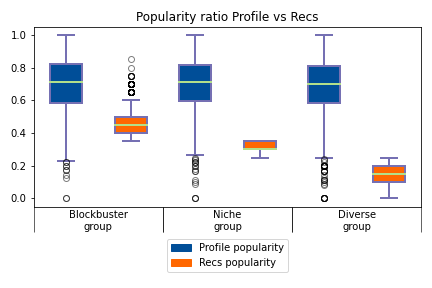 Popularity ratio Profile vs Recs
1.0
0.8
0.6
0.4
0.2
0.0
Blockbuster
group
Niche
group
Diverse
group
Profile popularity
Recs popularity